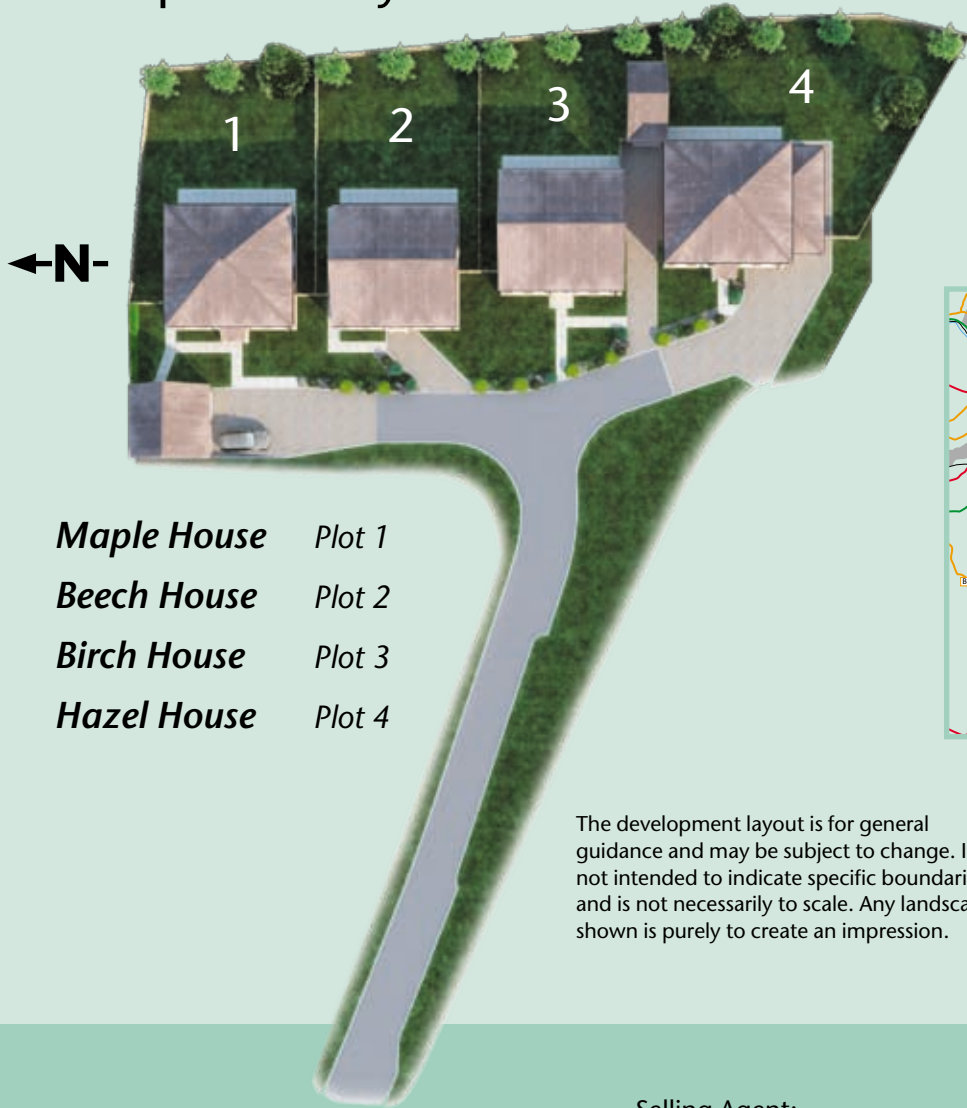 1
2
3
4
N
Maple House Plot 1
Beech House Plot 2
Birch House Plot 3
Hazel House Plot 4
The development layout is for general
guidance and may be subject to change.
not intended to indicate specific
and is not necessarily to scale. Any
shown is purely to create an impression.
Selling Agent: